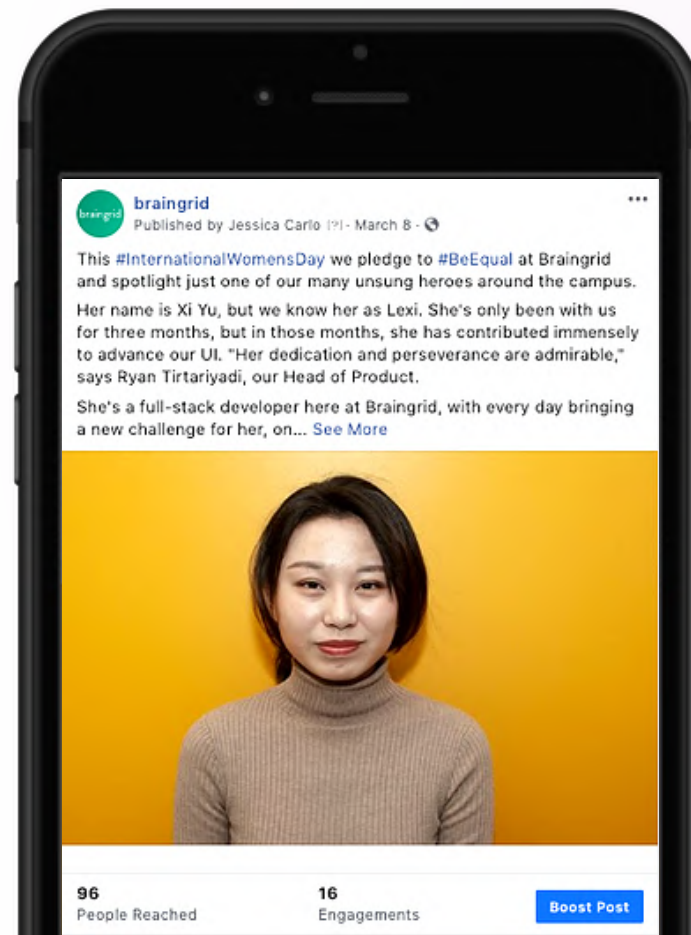 braingrid
braingrid
Published by Jessica Carlo [?] · March 8 ·
This #InternationalWomensDay we pledge to #BeEqual at Braingrid
and spotlight just one of our many unsung heroes around the campus.
Her name is Xi Yu, but we know her as Lexi. She's only been with us
for three months, but in those months, she has contributed immensely
to advance our UI. "Her dedication and perseverance are admirable,"
says Ryan Tirtariyadi, our Head of Product.
She's a full-stack developer here at Braingrid, with every day bringing
a new challenge for her, on... See More
96
People Reached
16
Engagements
Boost Post